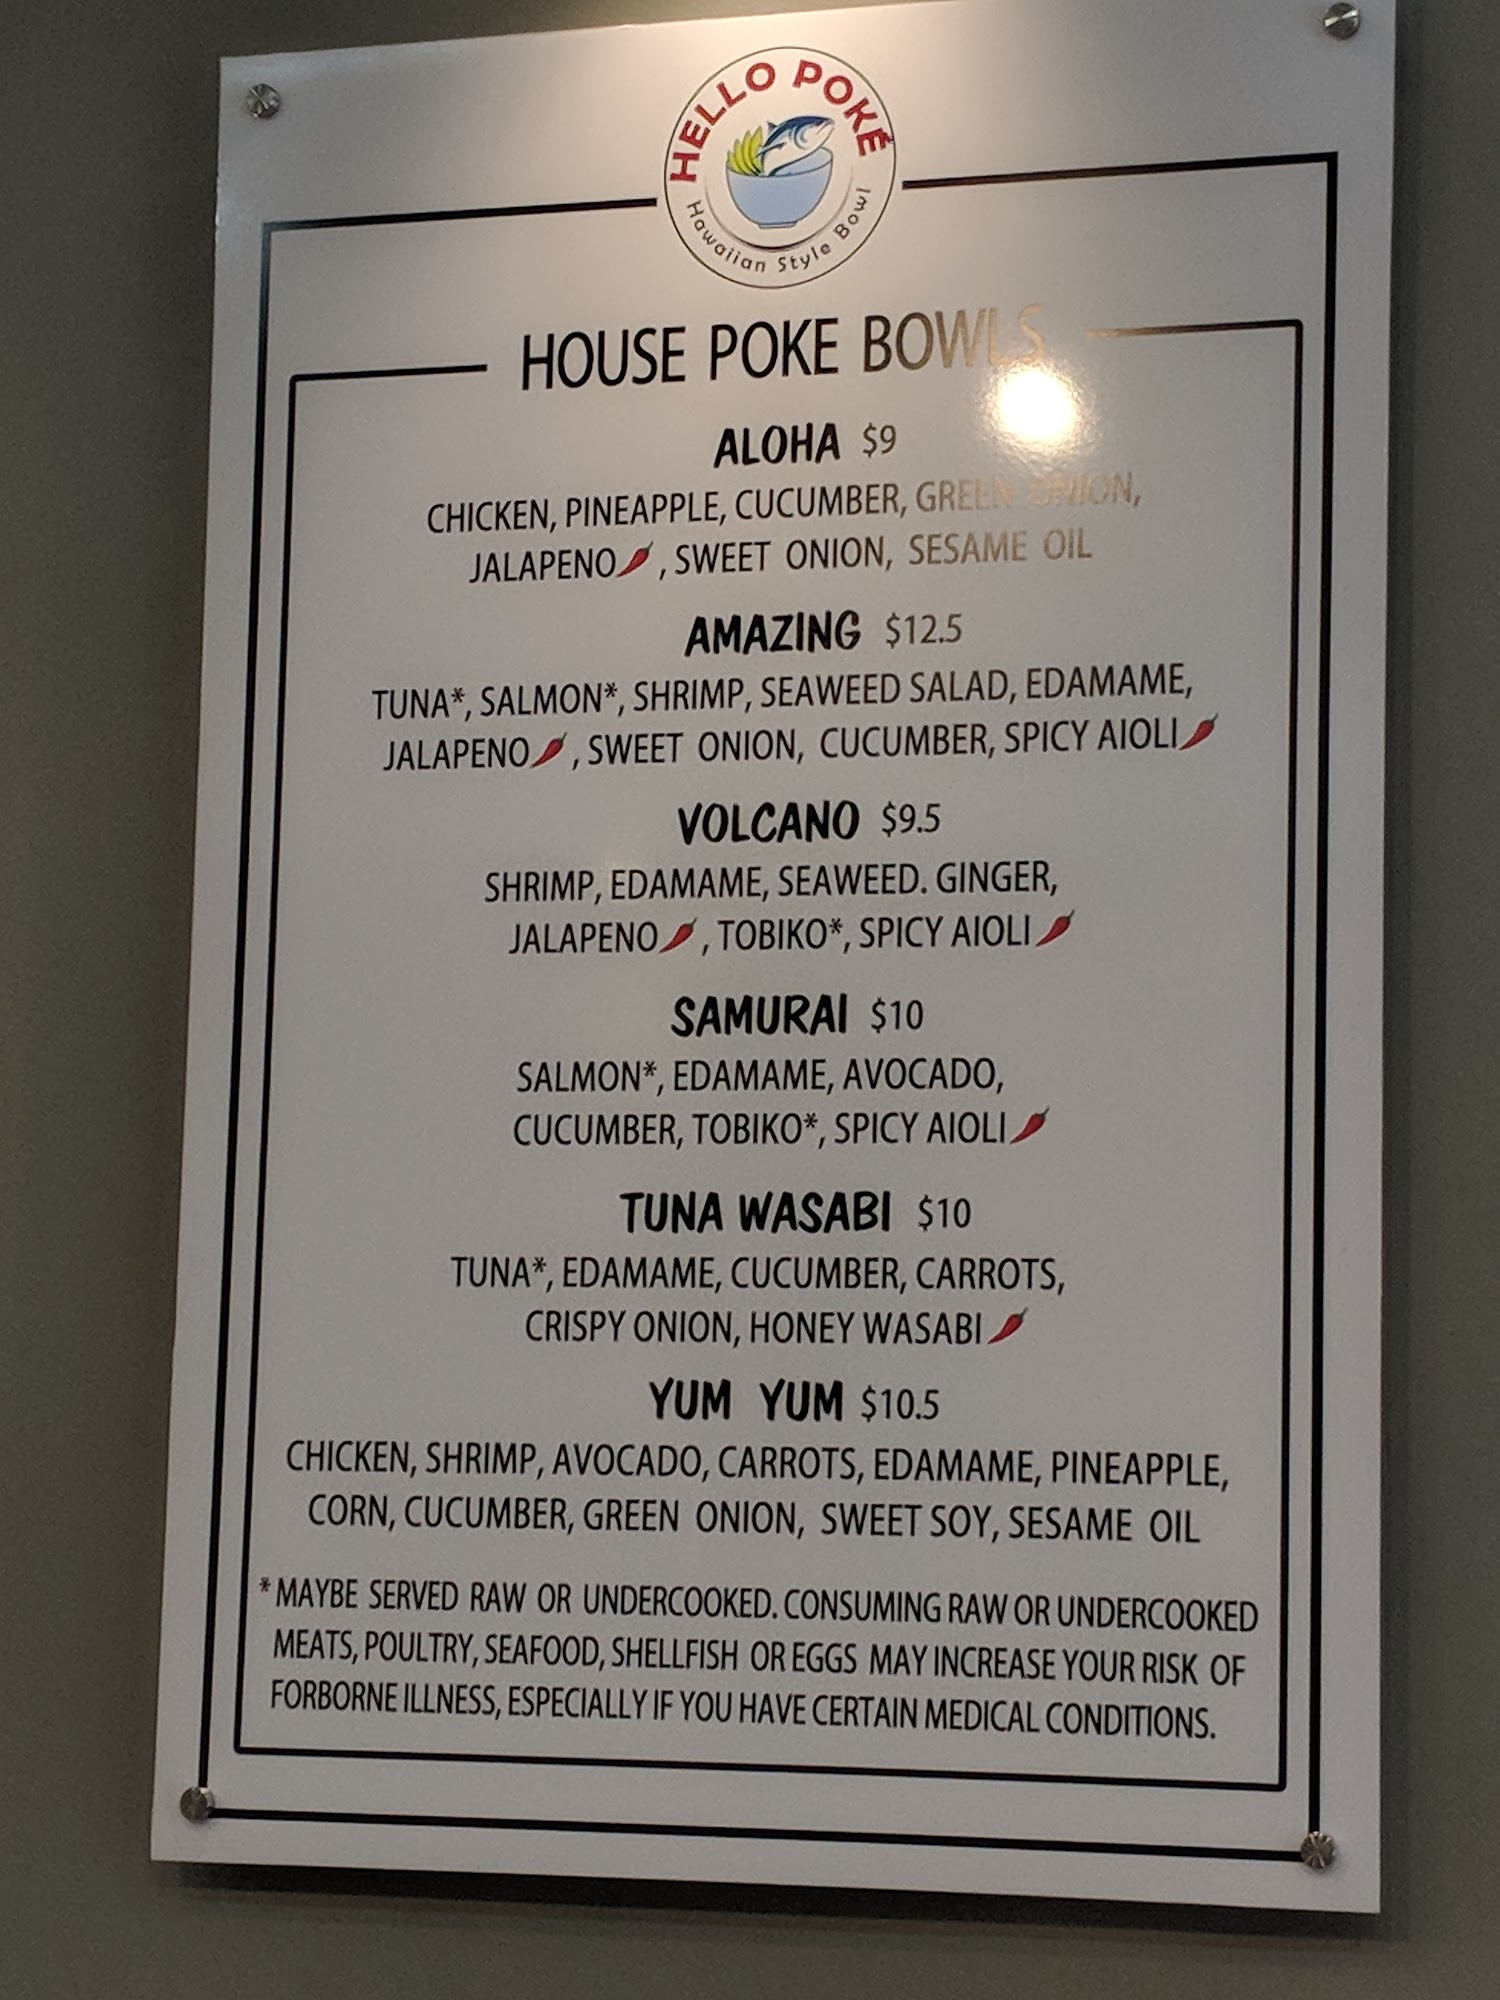 HELLO POKÉ
Hawaiian Style Bowl
HOUSE POKE BOWLS
ALOHA $9
CHICKEN, PINEAPPLE, CUCUMBER, GREEN ONION,
JALAPENO , SWEET ONION, SESAME OIL
AMAZING $12.5
TUNA*, SALMON*, SHRIMP, SEAWEED SALAD, EDAMAME,
JALAPENO , SWEET ONION, CUCUMBER, SPICY AIOLI
VOLCANO $9.5
SHRIMP, EDAMAME, SEAWEED. GINGER,
JALAPENO , TOBIKO*, SPICY AIOLI
SAMURAI $10
SALMON*, EDAMAME, AVOCADO,
CUCUMBER, TOBIKO*, SPICY AIOLI
TUNA WASABI $10
TUNA*, EDAMAME, CUCUMBER, CARROTS,
CRISPY ONION, HONEY WASABI
YUM YUM $10.5
CHICKEN, SHRIMP, AVOCADO, CARROTS, EDAMAME, PINEAPPLE,
CORN, CUCUMBER, GREEN ONION, SWEET SOY, SESAME OIL
* MAYBE SERVED RAW OR UNDERCOOKED. CONSUMING RAW OR UNDERCOOKED
MEATS, POULTRY, SEAFOOD, SHELLFISH OR EGGS MAY INCREASE YOUR RISK OF
FORBORNE ILLNESS, ESPECIALLY IF YOU HAVE CERTAIN MEDICAL CONDITIONS.